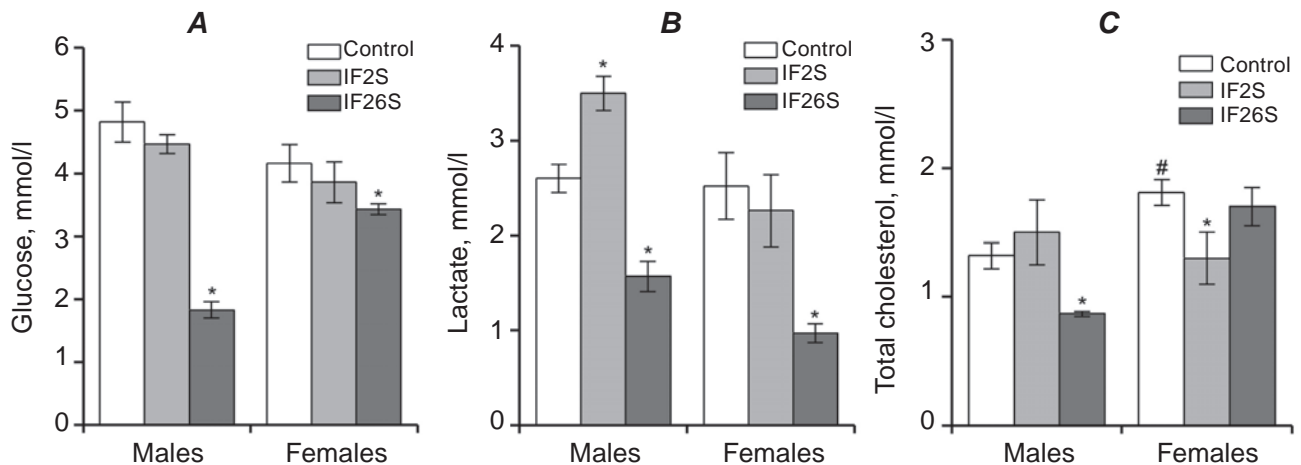 A
Glucose, mmol/l
6
5
4
3
2
1
0
Control
IF2S
IF26S
*
*
Males
Females
B
Lactate, mmol/l
4
3
2
1
0
Control
IF2S
IF26S
*
*
*
Males
Females
C
Total cholesterol, mmol/l
3
2
1
0
Control
IF2S
IF26S
*
#
*
Males
Females